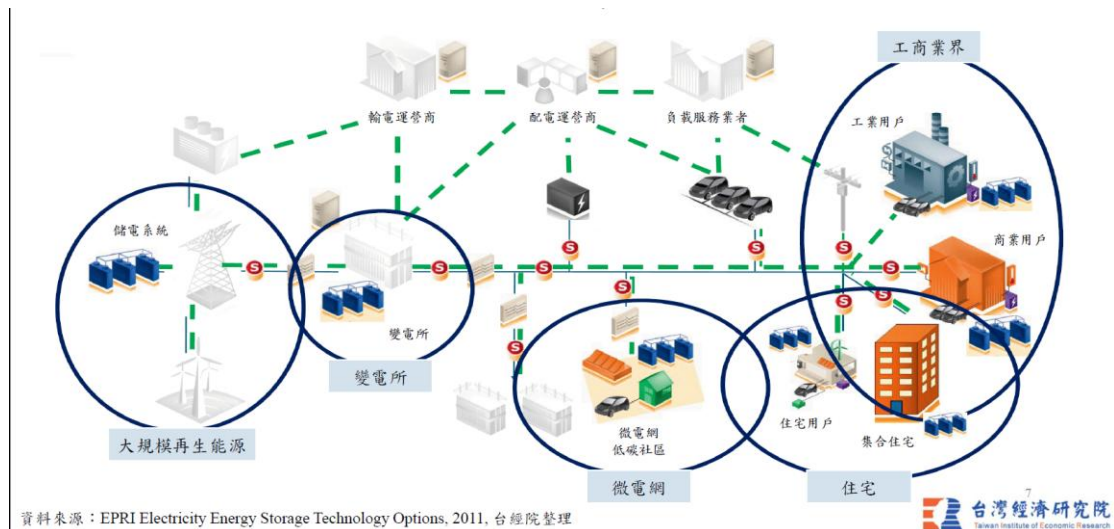 工商業界
輸電運營商
配電運營商
負載服務業者
工業用戶
儲電系統
S
S
S
S
S
S
商業用戶
S
S
S
S
S
變電所
變電所
大規模再生能源
微電網
低碳社區
住宅用戶
集合住宅
微電網
住宅
7
資料來源：EPRI Electricity Energy Storage Technology Options, 2011, 台經院整理
台灣經濟研究院
Taiwan Institute of Economic Research